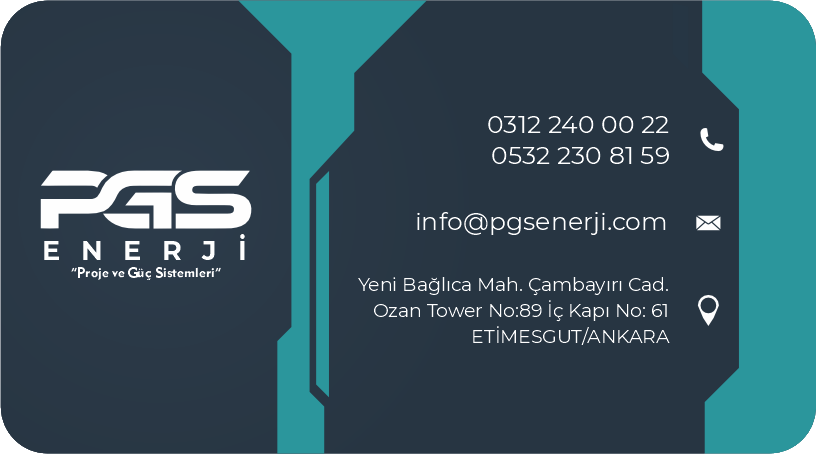 PGS
ENERJİ
“Proje ve Güç Sistemleri”
0312 240 00 22
0532 230 81 59
info@pgsenerji.com
Yeni Bağlıca Mah. Çambayırı Cad.
Ozan Tower No:89 İç Kapı No: 61
ETİMESGUT/ANKARA